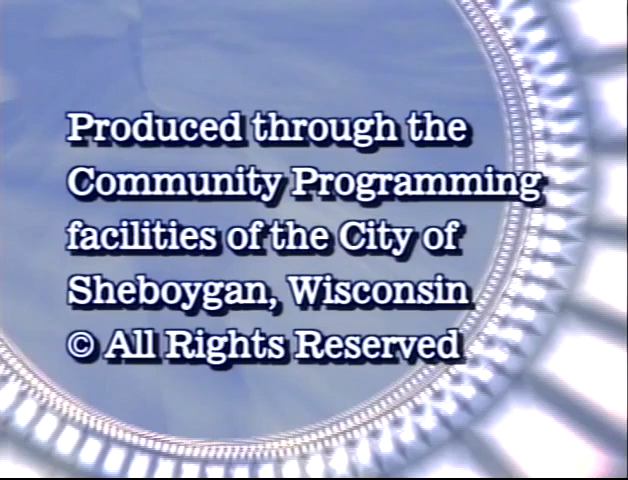 Produced through the
Community Programming
facilities of the City of
Sheboygan, Wisconsin
© All Rights Reserved